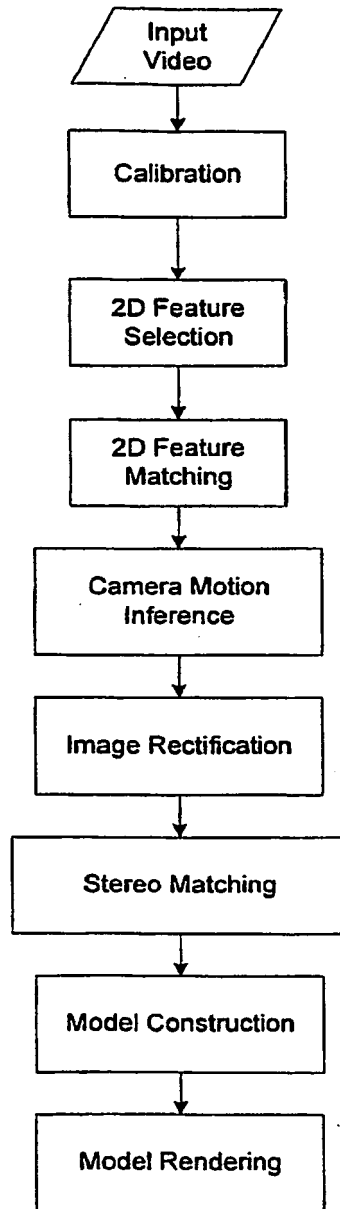 Input
Video
Calibration
2D Feature
Selection
2D Feature
Matching
Camera Motion
Inference
Image Rectification
Stereo Matching
Model Construction
Model Rendering